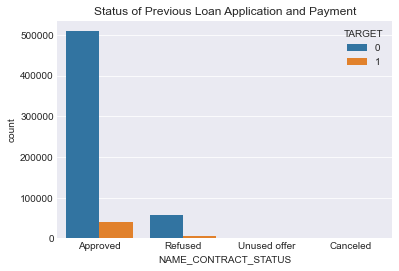 Status of Previous Loan Application and Payment
500000
400000
300000
200000
100000
0
count
TARGET
0
1
Approved Refused Unused offer Canceled
NAME_CONTRACT_STATUS